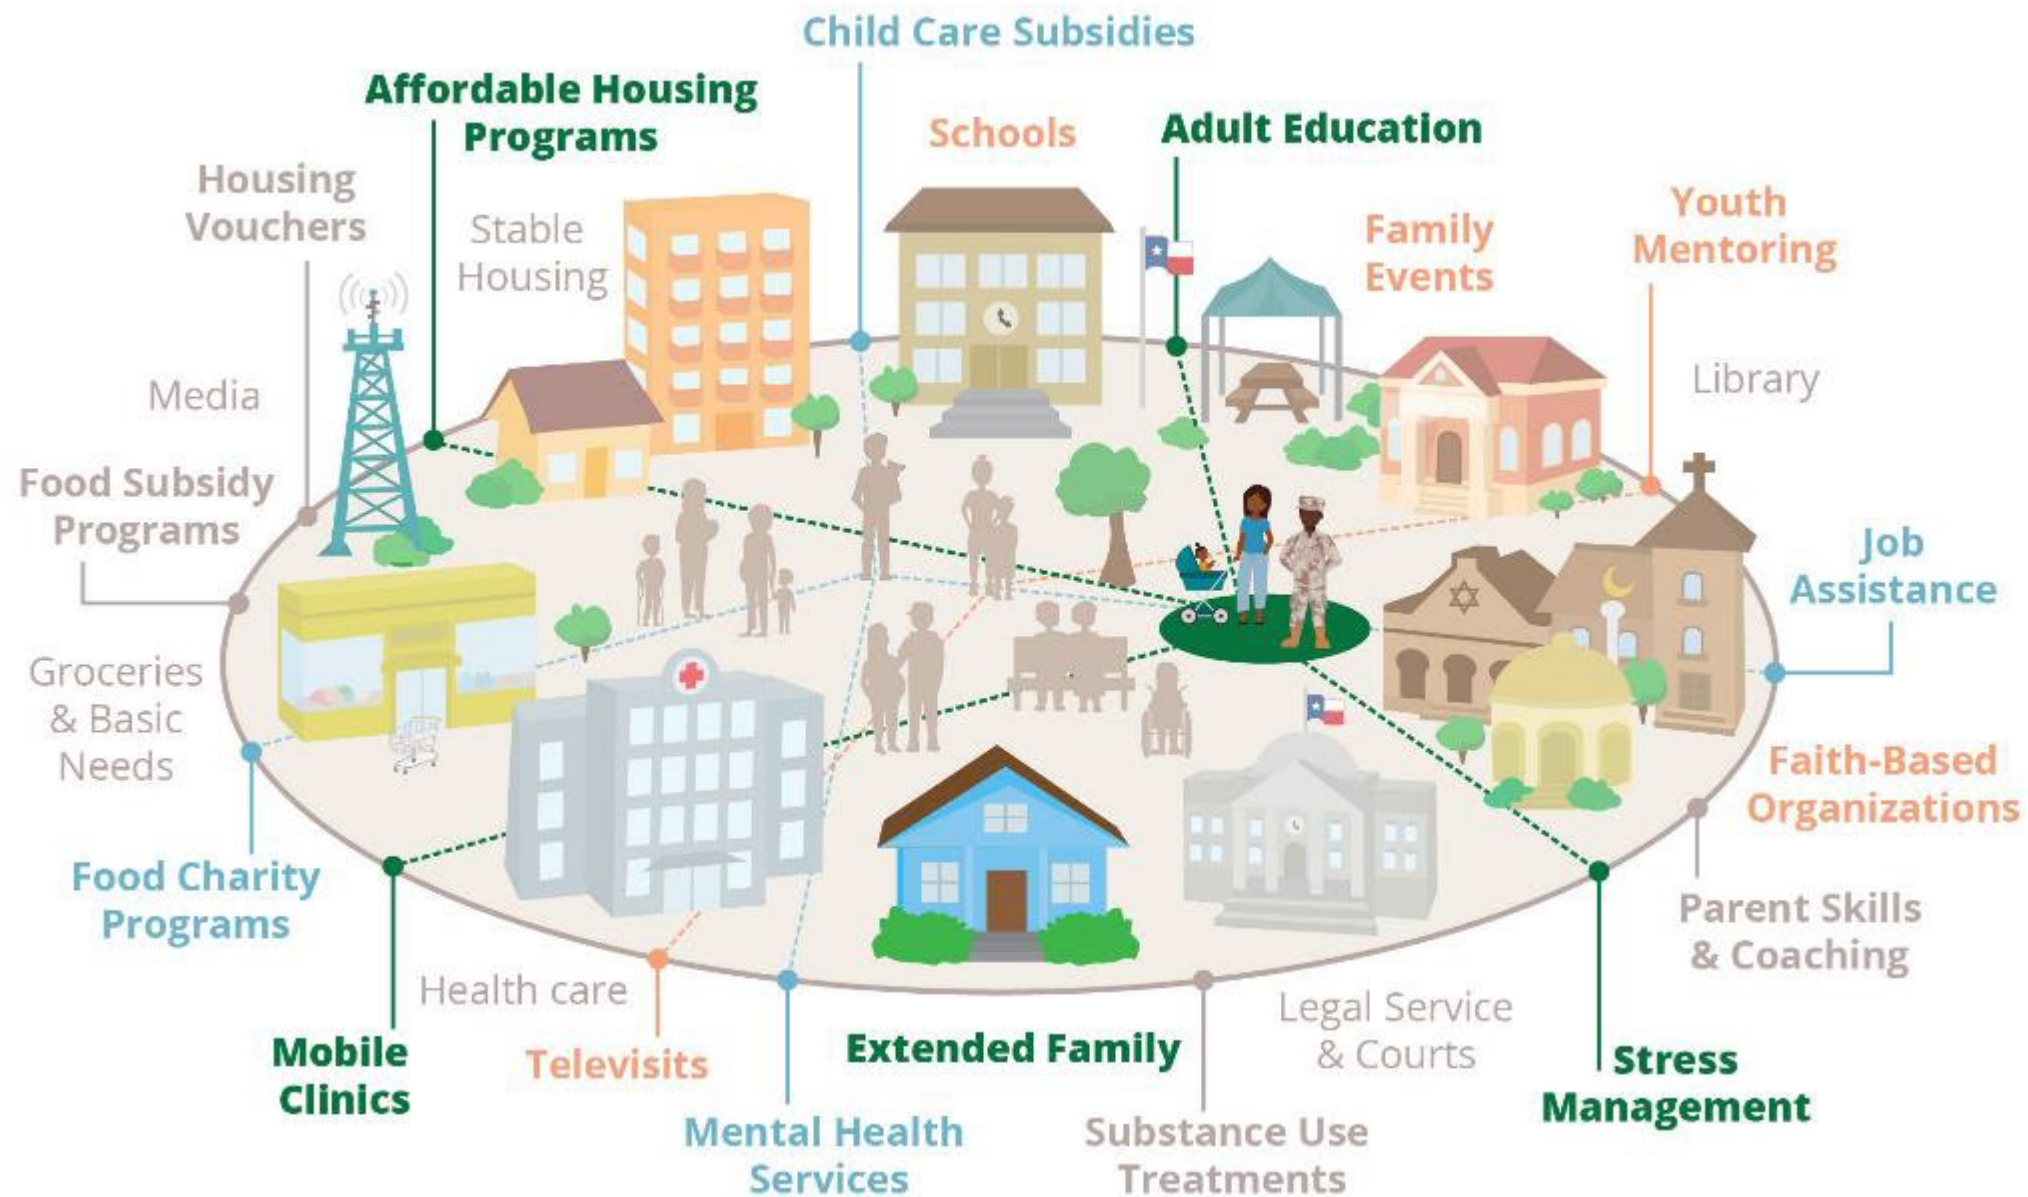 Child Care Subsidies
Affordable Housing
Programs
Schools
Adult Education
Housing
Vouchers
Stable
Housing
Family
Events
Youth
Mentoring
Media
Library
Food Subsidy
Programs
Job
Assistance
Groceries
& Basic
Needs
Faith-Based
Organizations
Food Charity
Programs
Parent Skills
& Coaching
Health care
Legal Service
& Courts
Mobile
Clinics
Televisits
Extended Family
Stress
Management
Mental Health
Services
Substance Use
Treatments